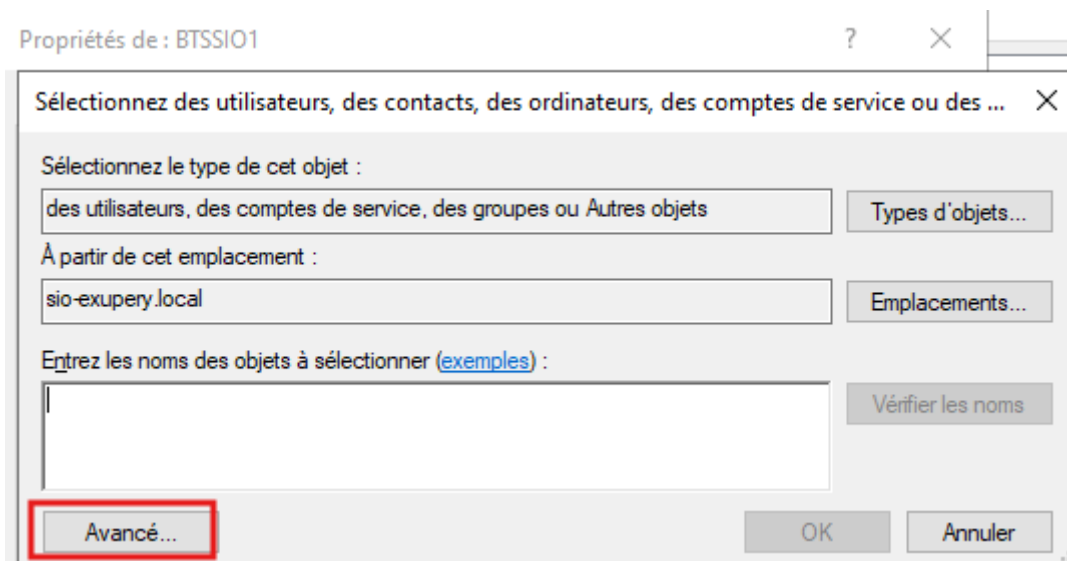 Propriétés de : BTSSIO1
Sélectionnez des utilisateurs, des contacts, des ordinateurs, des comptes de service ou des ...
Sélectionnez le type de cet objet :
des utilisateurs, des comptes de service, des groupes ou Autres objets
Types d'objets...
À partir de cet emplacement :
sio-exupery.local
Emplacements...
Entrez les noms des objets à sélectionner (exemples) :
Vérifier les noms
Avancé...
OK
Annuler